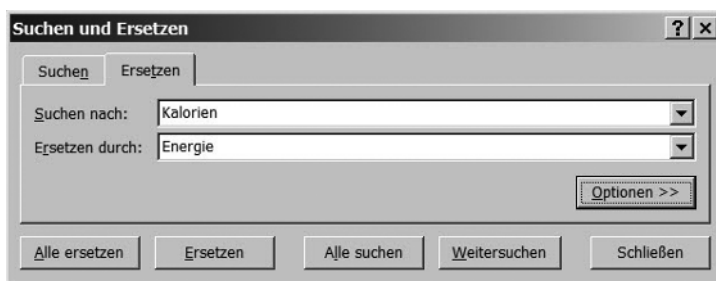 Suchen und Ersetzen ? ×
Suchen Ersetzen
Suchen nach: Kalorien
Ersetzen durch: Energie
Optionen >>
Alle ersetzen Ersetzen Alle suchen Weitersuchen Schließen